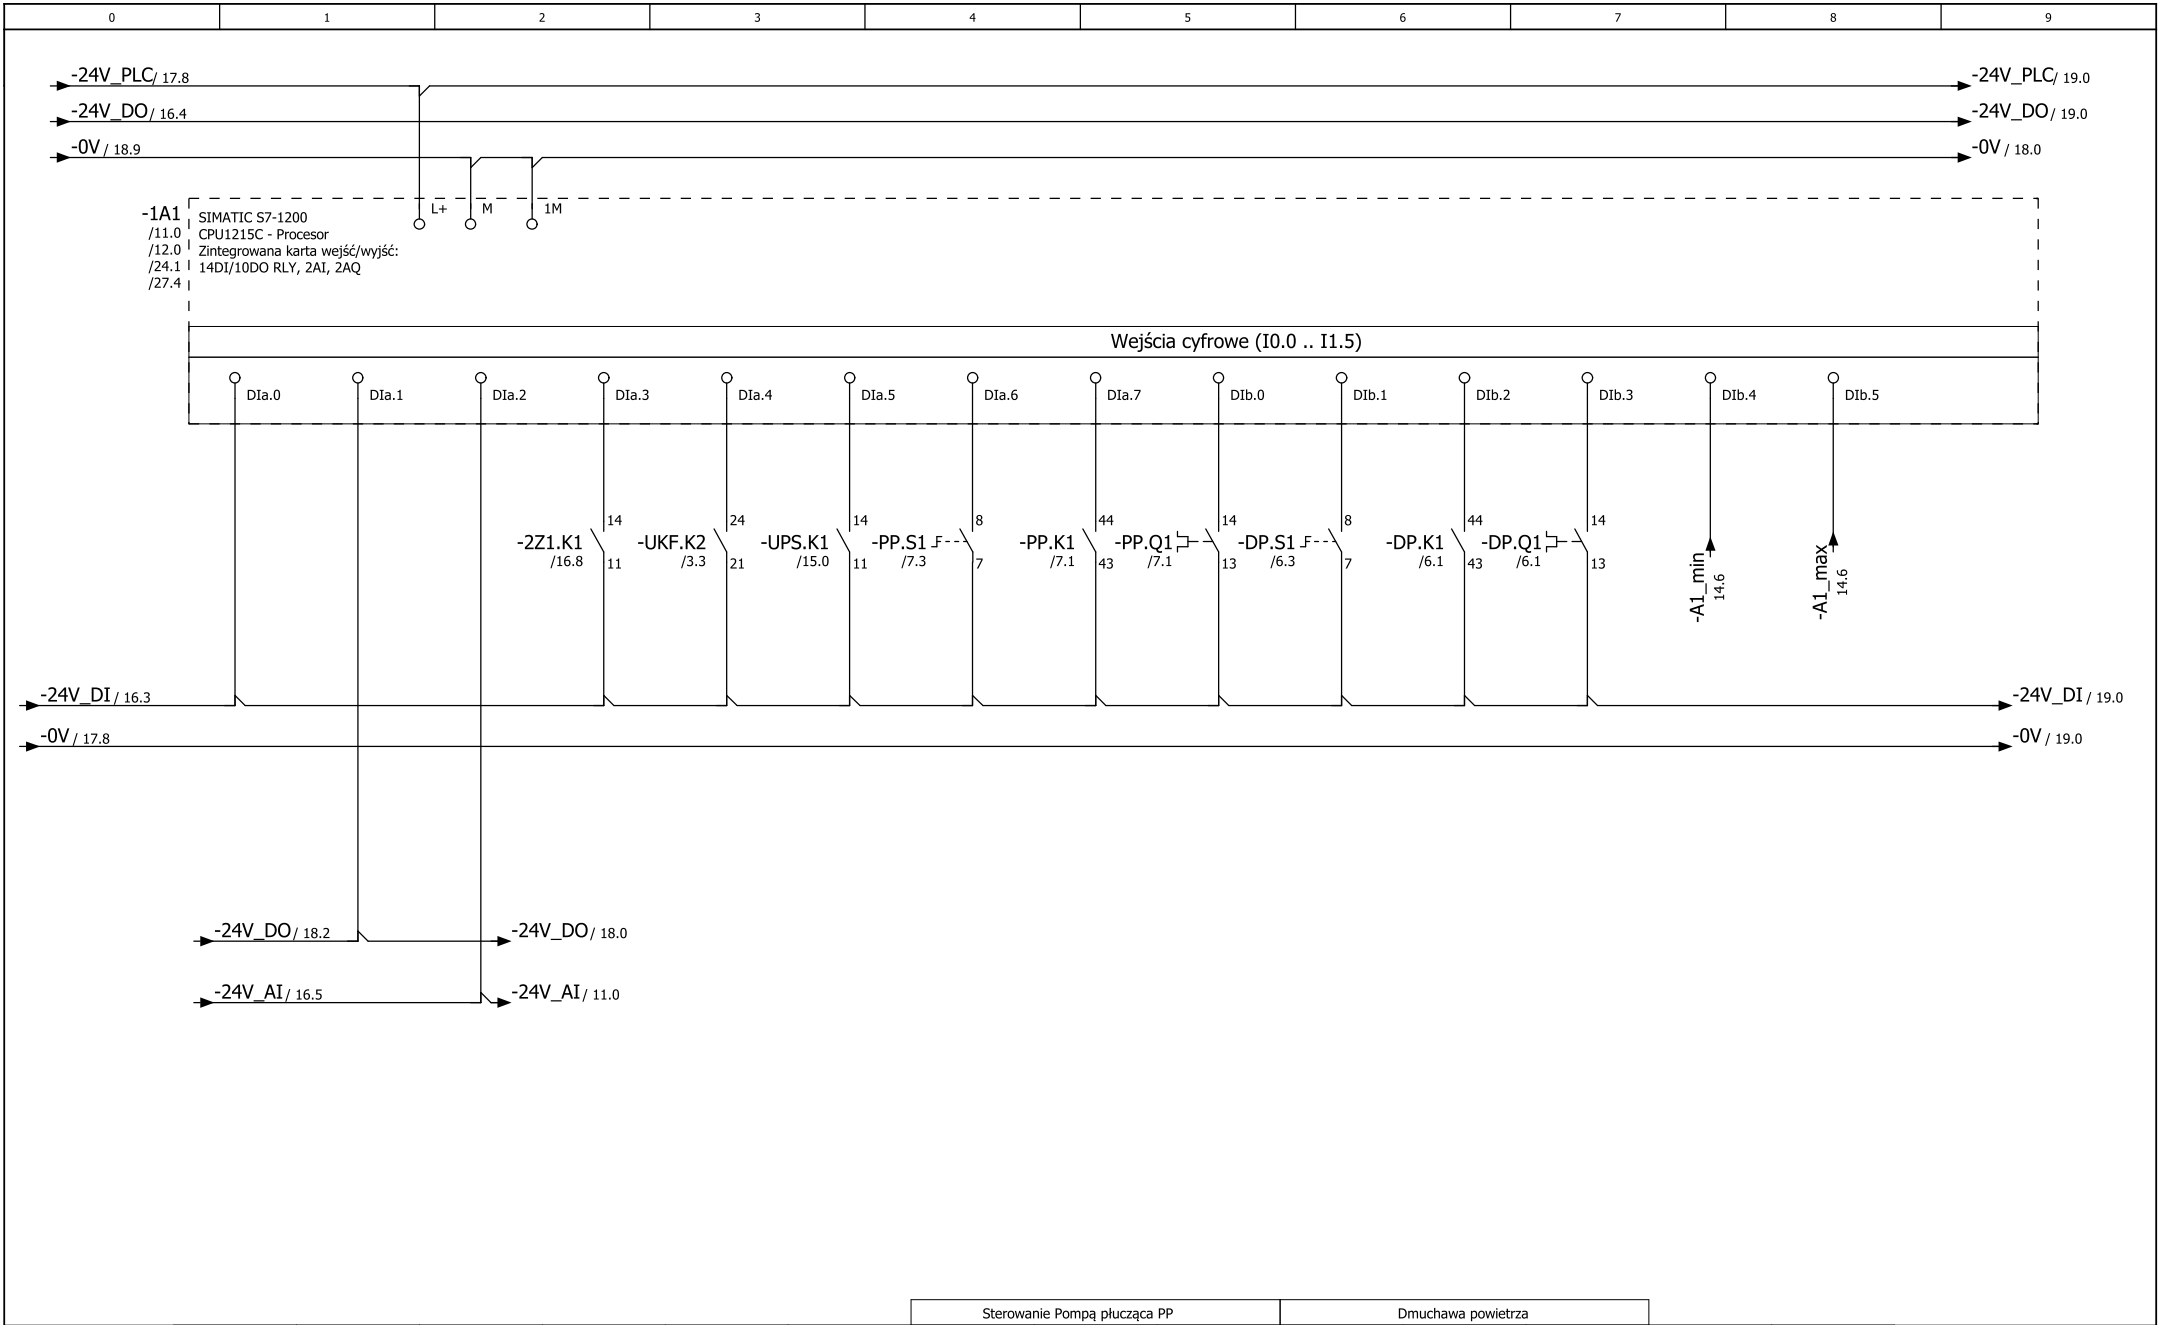 0 1 2 3 4 5 6 7 8 9
-24V_PLC/ 17.8 -24V_PLC/ 19.0
-24V_DO/ 16.4 -24V_DO/ 19.0
-0V/ 18.9 -0V/ 18.0
L+ M 1M
-1A1 SIMATIC S7-1200
/11.0 CPU1215C - Procesor
/12.0 Zintegrowana karta wejść/wyjść:
/24.1 14DI/10DO RLY, 2AI, 2AQ
/27.4
Wejścia cyfrowe (I0.0 .. I1.5)
DIa.0 DIa.1 DIa.2 DIa.3 DIa.4 DIa.5 DIa.6 DIa.7 DIb.0 DIb.1 DIb.2 DIb.3 DIb.4 DIb.5
14 24 14 8 44 14 8 44 14
-2Z1.K1 -UKF.K2 -UPS.K1 -PP.S1 -PP.K1 -PP.Q1 -DP.S1 -DP.K1 -DP.Q1
/16.8 11 /3.3 21 /15.0 11 /7.3 7 /7.1 43 /7.1 13 /6.3 7 /6.1 43 /6.1 13
-A1_min
14.6
-A1_max
14.6
-24V_DI/ 16.3 -24V_DI/ 19.0
-0V/ 17.8 -0V/ 19.0
-24V_DO/ 18.2 -24V_DO/ 18.0
-24V_AI/ 16.5 -24V_AI/ 11.0
Sterowanie Pompą płucząca PP Dmuchawa powietrza